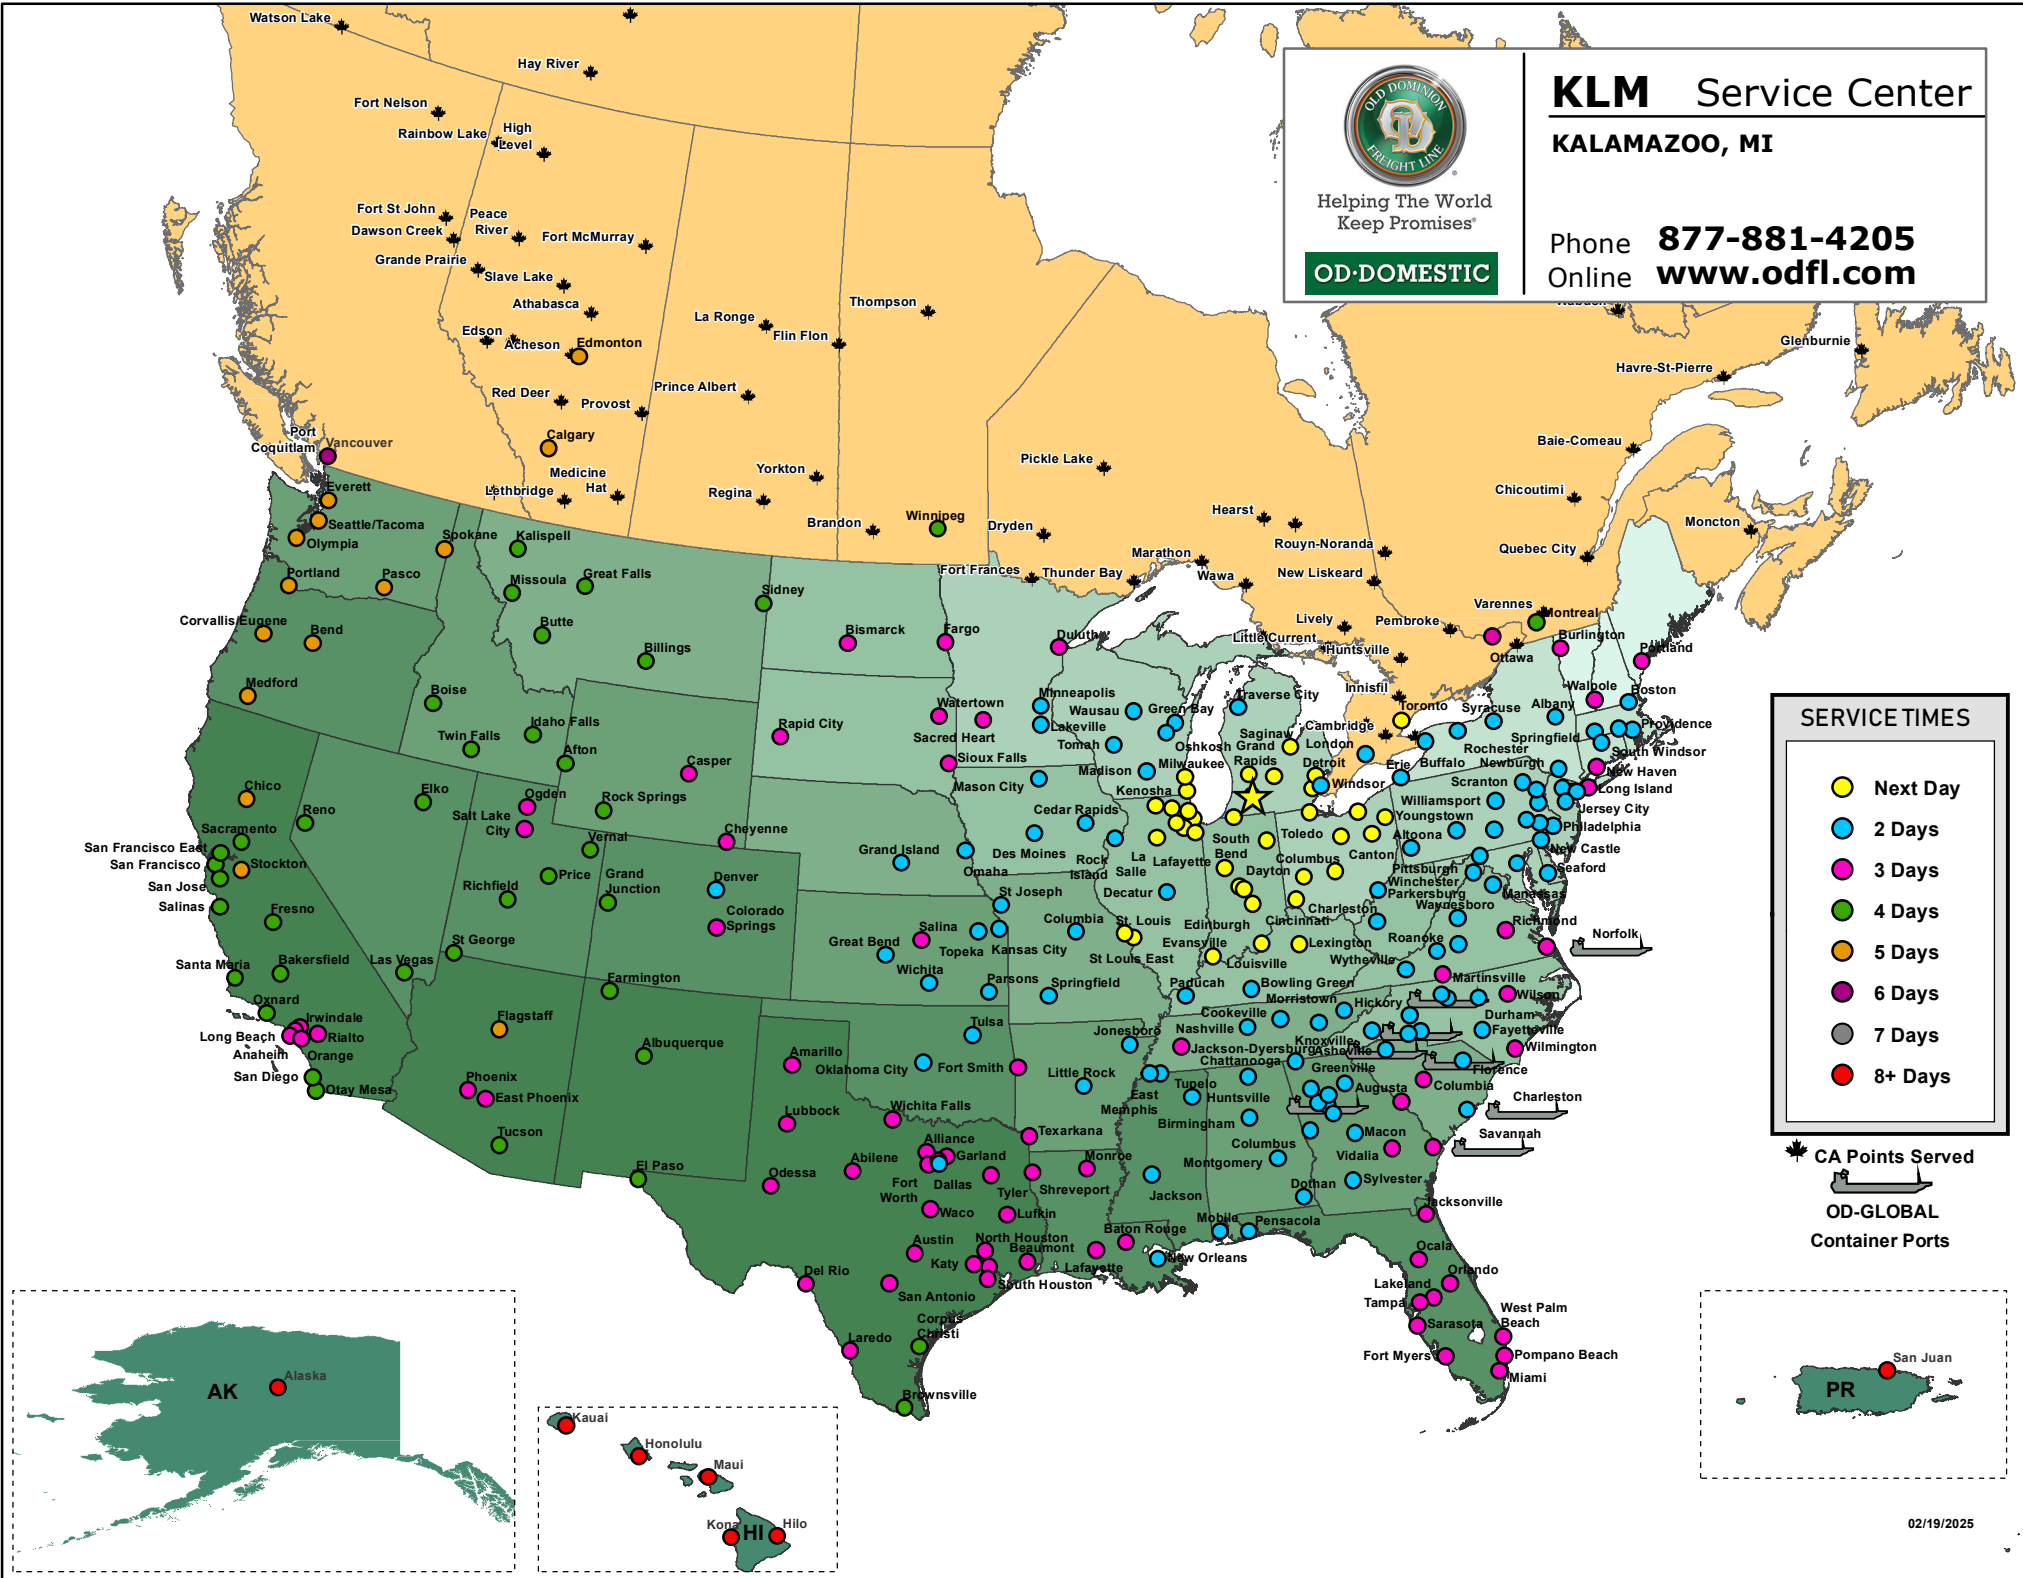 Watson Lake
Hay River
Fort Nelson
Rainbow Lake
High
Level
Fort St John
Dawson Creek
Peace
River
Fort McMurray
Grande Prairie
Slave Lake
Athabasca
Edson
Acheson
Edmonton
Red Deer
Provost
Calgary
Medicine
Hat
Lethbridge
La Ronge
Flin Flon
Thompson
Prince Albert
Yorkton
Regina
Brandon
Winnipeg
Pickle Lake
Dryden
Fort Frances
Thunder Bay
Marathon
Wawa
Hearst
Rouyn-Noranda
New Liskeard
Lively
Little Current
Huntsville
Pembroke
Innisfil
Toronto
Cambridge
London
Windsor
Ottawa
Varennes
Montreal
Quebec City
Chicoutimi
Baie-Comeau
Havre-St-Pierre
Glenburnie
Moncton
OLD DOMINION
FREIGHT LINE
Helping The World
Keep Promises®
OD·DOMESTIC
KLM Service Center
KALAMAZOO, MI
Phone 877-881-4205
Online www.odfl.com
Port
Coquitlam
Vancouver
Everett
Seattle/Tacoma
Olympia
Spokane
Portland
Pasco
Corvallis/Eugene
Bend
Medford
Kalispell
Missoula
Great Falls
Butte
Billings
Sidney
Boise
Idaho Falls
Twin Falls
Afton
Casper
Rock Springs
Cheyenne
Chico
Reno
Elko
Ogden
Salt Lake
City
Vernal
Sacramento
San Francisco East
San Francisco
Stockton
San Jose
Salinas
Fresno
Richfield
Price
Grand
Junction
Denver
Colorado
Springs
St George
Las Vegas
Santa Maria
Bakersfield
Oxnard
Irwindale
Long Beach
Rialto
Anaheim
Orange
San Diego
Otay Mesa
Farmington
Flagstaff
Albuquerque
Phoenix
East Phoenix
Tucson
El Paso
Bismarck
Fargo
Duluth
Rapid City
Watertown
Sacred Heart
Sioux Falls
Minneapolis
Lakeville
Wausau
Green Bay
Tomah
Oshkosh
Madison
Milwaukee
Kenosha
Mason City
Cedar Rapids
Des Moines
Rock
Island
La
Salle
Grand Island
Omaha
St Joseph
Salina
Topeka
Kansas City
Great Bend
Wichita
Parsons
Columbia
Springfield
Decatur
St. Louis
St Louis East
Traverse City
Saginaw
Grand
Rapids
Detroit
South
Bend
Lafayette
Toledo
Columbus
Dayton
Edinburgh
Cincinnati
Evansville
Louisville
Lexington
Canton
Youngstown
Charleston
Parkersburg
Winchester
Pittsburgh
Altoona
Erie
Buffalo
Rochester
Syracuse
Albany
Burlington
Portland
Walpole
Boston
Providence
Springfield
South Windsor
New Haven
Newburgh
Long Island
Scranton
Williamsport
Jersey City
Philadelphia
New Castle
Seaford
Manassas
Waynesboro
Richmond
Norfolk
Roanoke
Wytheville
Martinsville
Wilson
Durham
Fayetteville
Wilmington
Paducah
Bowling Green
Morristown
Hickory
Cookeville
Nashville
Knoxville
Asheville
Jackson-Dyersburg
Chattanooga
Greenville
Florence
Augusta
Columbia
Charleston
Savannah
Jonesboro
Tulsa
Amarillo
Oklahoma City
Fort Smith
Little Rock
East
Memphis
Tupelo
Huntsville
Birmingham
Columbus
Montgomery
Macon
Vidalia
Sylvester
Dothan
Lubbock
Wichita Falls
Texarkana
Alliance
Garland
Abilene
Odessa
Fort
Worth
Dallas
Tyler
Monroe
Shreveport
Jackson
Waco
Lufkin
Austin
North Houston
Beaumont
Katy
South Houston
Baton Rouge
Lafayette
Mobile
Pensacola
New Orleans
Del Rio
San Antonio
Corpus
Christi
Laredo
Brownsville
Jacksonville
Ocala
Orlando
Lakeland
Tampa
Sarasota
Fort Myers
West Palm
Beach
Pompano Beach
Miami
SERVICE TIMES
Next Day
2 Days
3 Days
4 Days
5 Days
6 Days
7 Days
8+ Days
CA Points Served
OD-GLOBAL
Container Ports
AK
Alaska
Kauai
Honolulu
Maui
Kona
HI
Hilo
San Juan
PR
02/19/2025